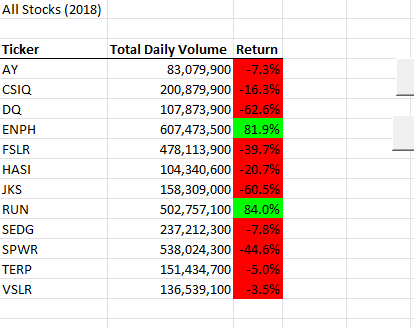 All Stocks (2018)
Ticker Total Daily Volume Return
AY 83,079,900 -7.3%
CSIQ 200,879,900 -16.3%
DQ 107,873,900 -62.6%
ENPH 607,473,500 81.9%
FSLR 478,113,900 -39.7%
HASI 104,340,600 -20.7%
JKS 158,309,000 -60.5%
RUN 502,757,100 84.0%
SEDG 237,212,300 -7.8%
SPWR 538,024,300 -44.6%
TERP 151,434,700 -5.0%
VSLR 136,539,100 -3.5%